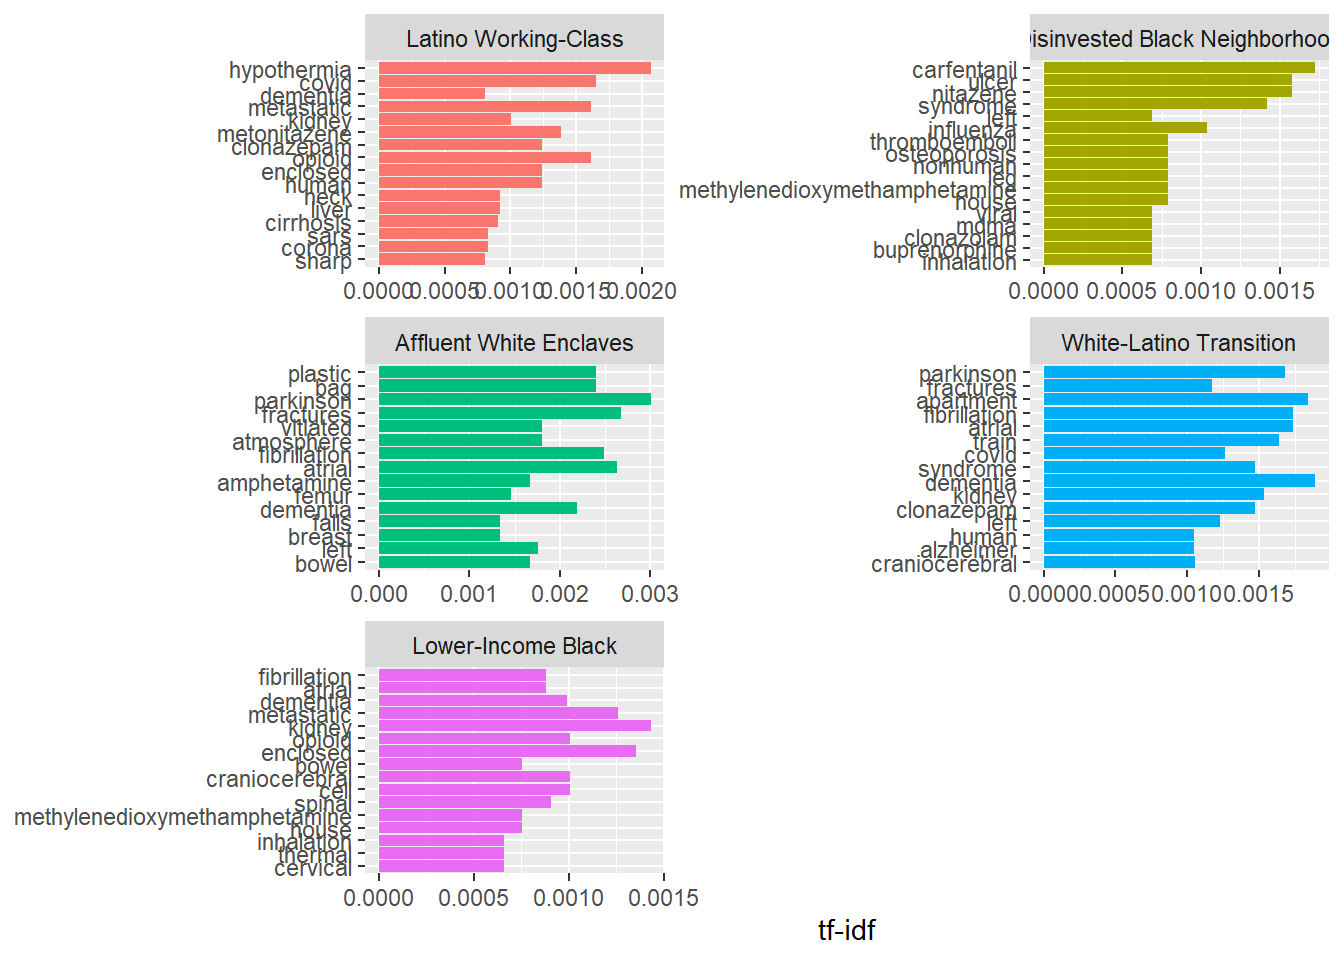 Latino Working-Class
hypothermia
covid
dementia
metastatic
kidney
metonitazene
clonazepam
opioid
enclosed
human
neck
liver
cirrhosis
sars
corona
sharp
0.0000 0.0005 0.0010 0.0015 0.0020
isinvested Black Neighborhoo
carfentanil
ulcer
nitazene
syndrome
left
influenza
thromboemboli
osteoporosis
nonhuman
leg
methylenedioxymethamphetamine
house
viral
mdma
clonazolam
buprenorphine
inhalation
0.0000 0.0005 0.0010 0.0015
Affluent White Enclaves
plastic
bag
parkinson
fractures
vitiated
atmosphere
fibrillation
atrial
amphetamine
femur
dementia
falls
breast
left
bowel
0.000 0.001 0.002 0.003
White-Latino Transition
parkinson
fractures
apartment
fibrillation
atrial
train
covid
syndrome
dementia
kidney
clonazepam
left
human
alzheimer
craniocerebral
0.0000 0.0005 0.0010 0.0015
Lower-Income Black
fibrillation
atrial
dementia
metastatic
kidney
opioid
enclosed
bowel
craniocerebral
cell
spinal
methylenedioxymethamphetamine
house
inhalation
thermal
cervical
0.0000 0.0005 0.0010 0.0015
tf-idf